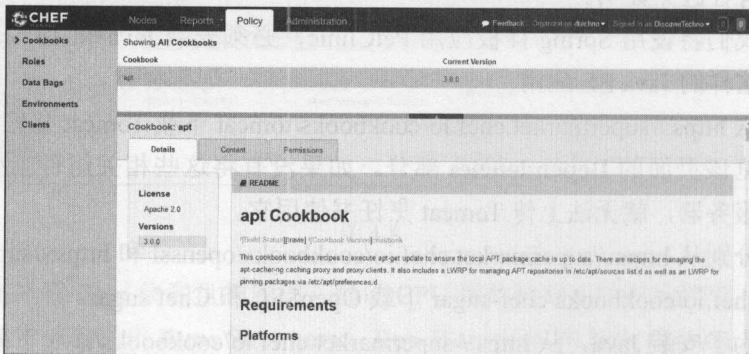 CHEF
Nodes Reports Policy Administration
Feedback Signed in as DiscoverTechno
Cookbooks
Roles
Data Bags
Environments
Clients
Showing All Cookbooks
Cookbook Current Version
apt 3.0.0
Cookbook: apt
Details Content Permissions
License
Apache 2.0
Versions
3.0.0
README
apt Cookbook
This cookbook includes recipes to execute apt-get update to ensure the local APT package cache is up to date. There are recipes for managing the
apt-cacher-ng caching proxy and proxy clients. It also includes a LWRP for managing APT repositories in /etc/apt/sources.list.d as well as an LWRP for
pinning packages via /etc/apt/preferences.d.
Requirements
Platforms